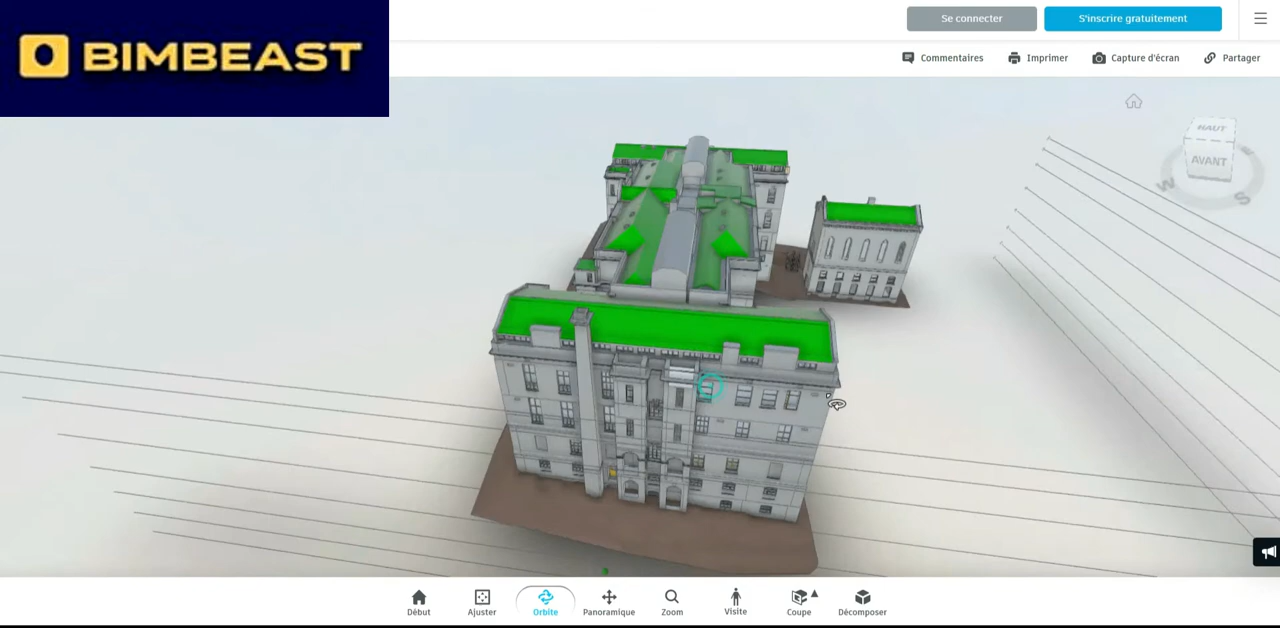 BIMBEAST
Se connecter
S'inscrire gratuitement
Commentaires
Imprimer
Capture d'écran
Partager
HAUT
AVANT
W
S
Début
Ajuster
Orbite
Panoramique
Zoom
Visite
Coupe
Décomposer